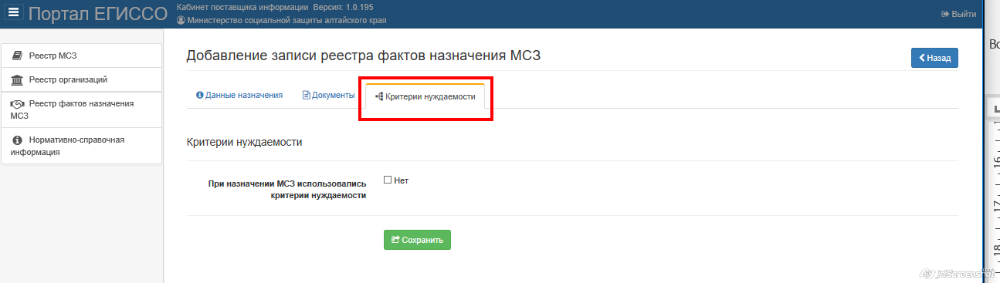 Портал ЕГИССО
Кабинет поставщика информации Версия: 1.0.195
Министерство социальной защиты алтайского края
Выйти
Реестр МСЗ
Реестр организаций
Реестр фактов назначения
МСЗ
Нормативно-справочная
информация
Добавление записи реестра фактов назначения МСЗ
Назад
Данные назначения
Документы
Критерии нуждаемости
Критерии нуждаемости
При назначении МСЗ использовались
критерии нуждаемости
Нет
Сохранить
16
17
18